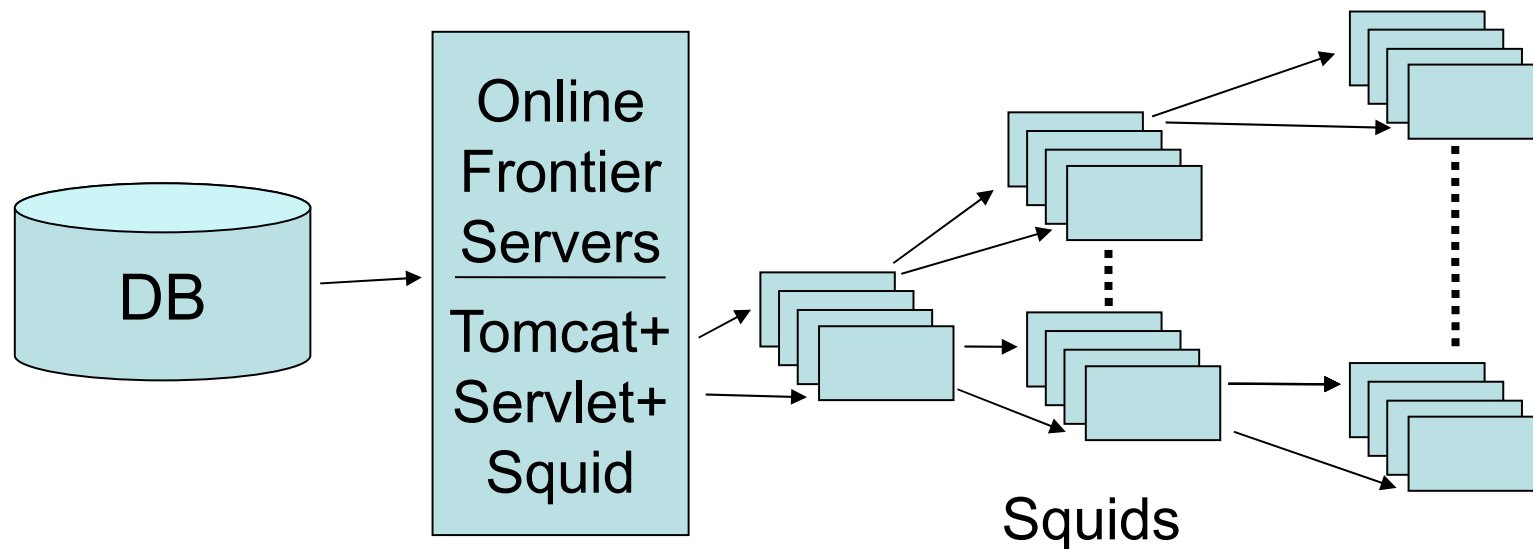 DB
Online
Frontier
Servers
Tomcat+
Servlet+
Squid
Squids